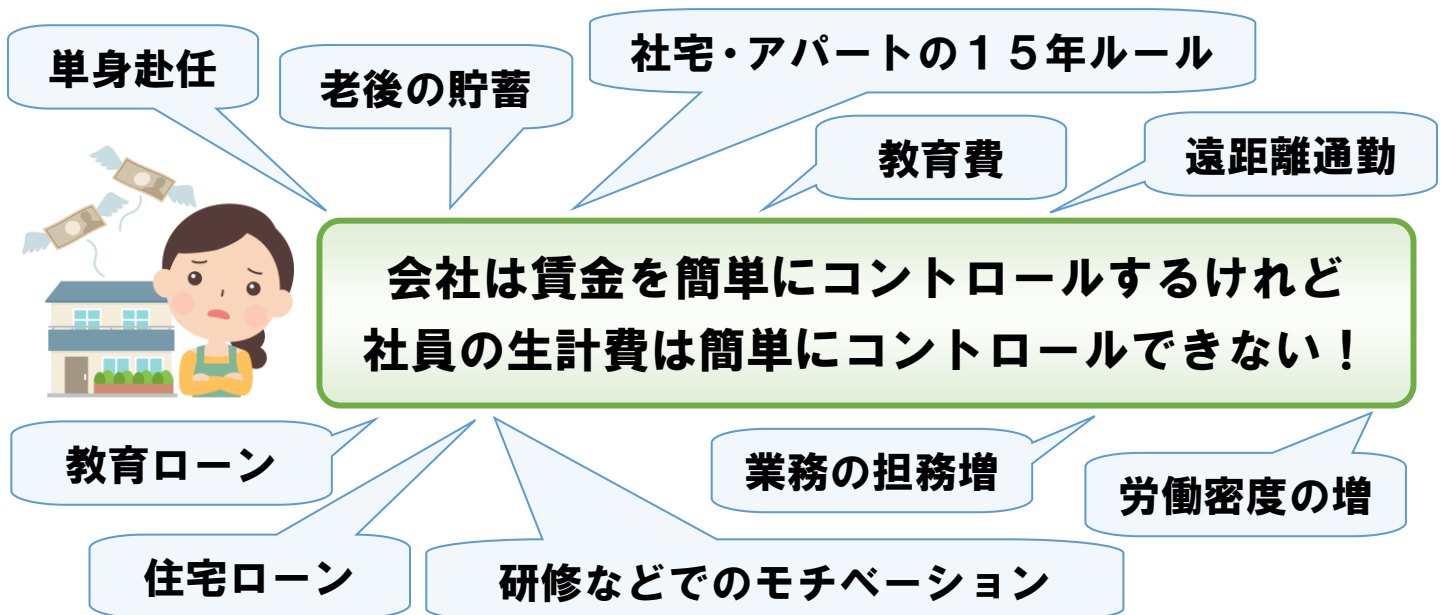 単身赴任
老後の貯蓄
社宅・アパートの１５年ルール
教育費
遠距離通勤
会社は賃金を簡単にコントロールするけれど
社員の生計費は簡単にコントロールできない！
教育ローン
業務の担務増
労働密度の増
住宅ローン
研修などでのモチベーション